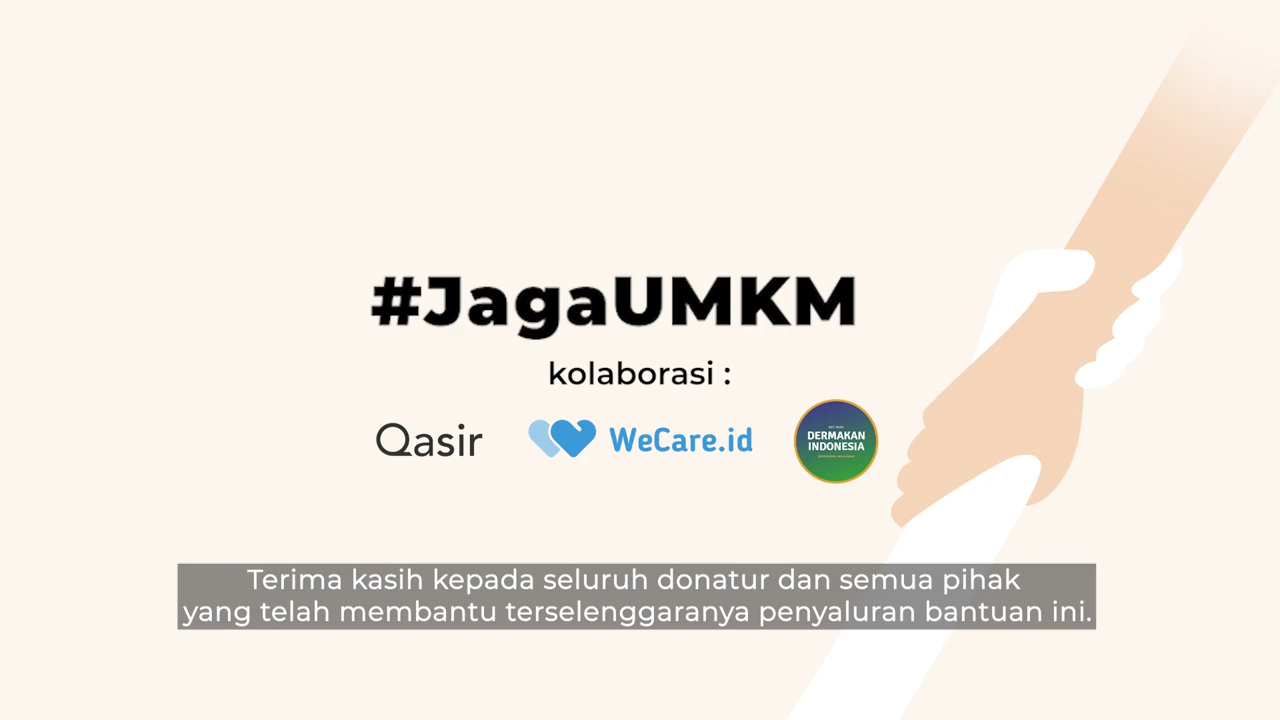 #JagaUMKM
kolaborasi :
Qasir
WeCare.id
DERMAKAN
INDONESIA
Terima kasih kepada seluruh donatur dan semua pihak
yang telah membantu terselenggaranya penyaluran bantuan ini.